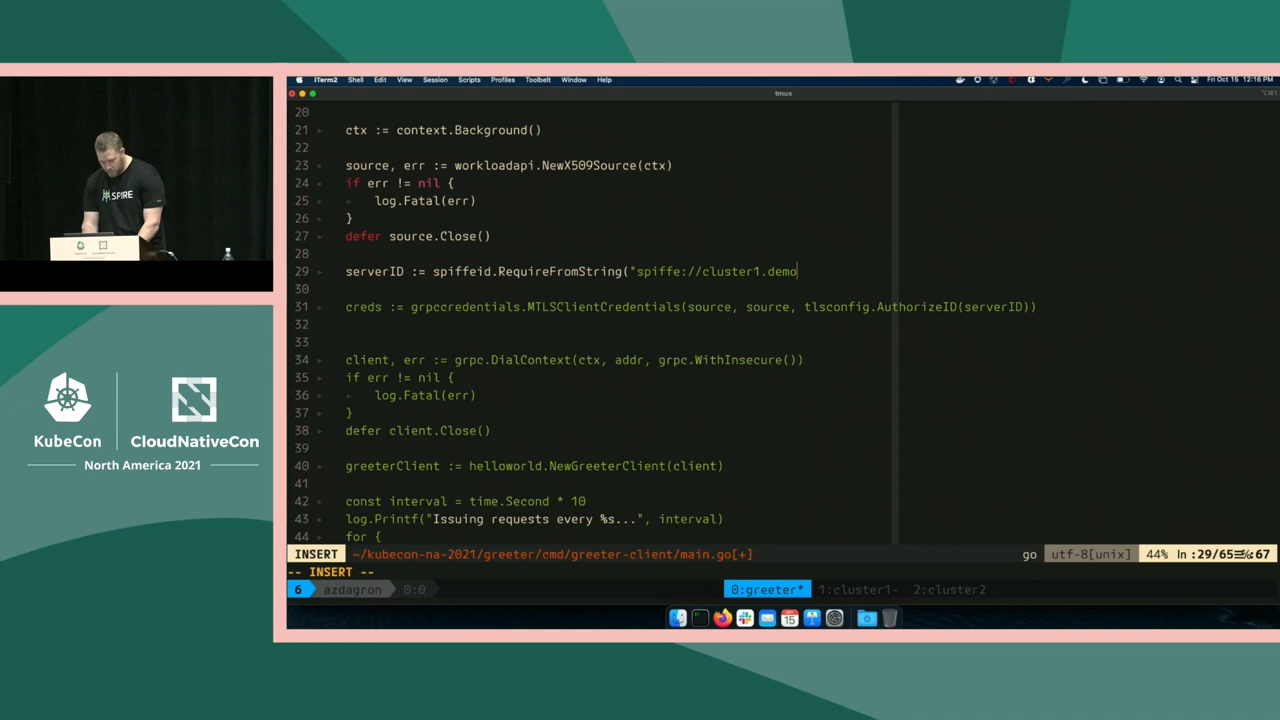 iTerm2 Shell Edit View Session Scripts Profiles Toolbelt Window Help
Fri Oct 15 12:16 PM
tmux
20
21 ctx := context.Background()
22
23 source, err := workloadapi.NewX509Source(ctx)
24 if err != nil {
25 log.Fatal(err)
26 }
27 defer source.Close()
28
29 serverID := spiffeid.RequireFromString("spiffe://cluster1.demo
30
31 creds := grpccredentials.MTLSClientCredentials(source, source, tlsconfig.AuthorizeID(serverID))
32
33
34 client, err := grpc.DialContext(ctx, addr, grpc.WithInsecure())
35 if err != nil {
36 log.Fatal(err)
37 }
38 defer client.Close()
39
40 greeterClient := helloworld.NewGreeterClient(client)
41
42 const interval = time.Second * 10
43 log.Printf("Issuing requests every %s...", interval)
44 for {
INSERT ~/kubecon-na-2021/greeter/cmd/greeter-client/main.go[+] go utf-8[unix] 44% ln :29/65 :67
-- INSERT --
6 azdagron 0:0 0:greeter* 1:cluster1- 2:cluster2
15
SPIRE
KubeCon CloudNativeCon
North America 2021